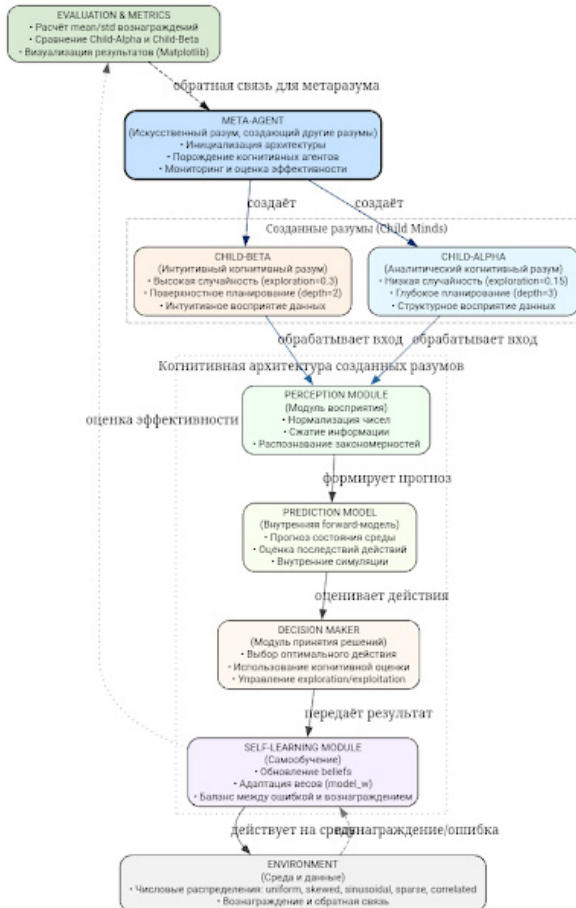 EVALUATION & METRICS
• Расчёт mean/std вознаграждений
• Сравнение Child-Alpha и Child-Beta
• Визуализация результатов (Matplotlib)
обратная связь для метаразума
META-AGENT
(Искусственный разум, создающий другие разумы)
• Инициализация архитектуры
• Порождение когнитивных агентов
• Мониторинг и оценка эффективности
создаёт
создаёт
Созданные разумы (Child Minds)
CHILD-BETA
(Интуитивный когнитивный разум)
• Высокая случайность (exploration=0.3)
• Поверхностное планирование (depth=2)
• Интуитивное восприятие данных
CHILD-ALPHA
(Аналитический когнитивный разум)
• Низкая случайность (exploration=0.15)
• Глубокое планирование (depth=3)
• Структурное восприятие данных
обрабатывает вход
обрабатывает вход
Когнитивная архитектура созданных разумов
PERCEPTION MODULE
(Модуль восприятия)
• Нормализация чисел
• Сжатие информации
• Распознавание закономерностей
оценка эффективности
формирует прогноз
PREDICTION MODEL
(Внутренняя forward-модель)
• Прогноз состояния среды
• Оценка последствий действий
• Внутренние симуляции
оценивает действия
DECISION MAKER
(Модуль принятия решений)
• Выбор оптимального действия
• Использование когнитивной оценки
• Управление exploration/exploitation
передаёт результат
SELF-LEARNING MODULE
(Самообучение)
• Обновление beliefs
• Адаптация весов (model_w)
• Баланс между ошибкой и вознаграждением
действует на среду
вознаграждение/ошибка
ENVIRONMENT
(Среда и данные)
• Числовые распределения: uniform, skewed, sinusoidal, sparse, correlated
• Вознаграждение и обратная связь